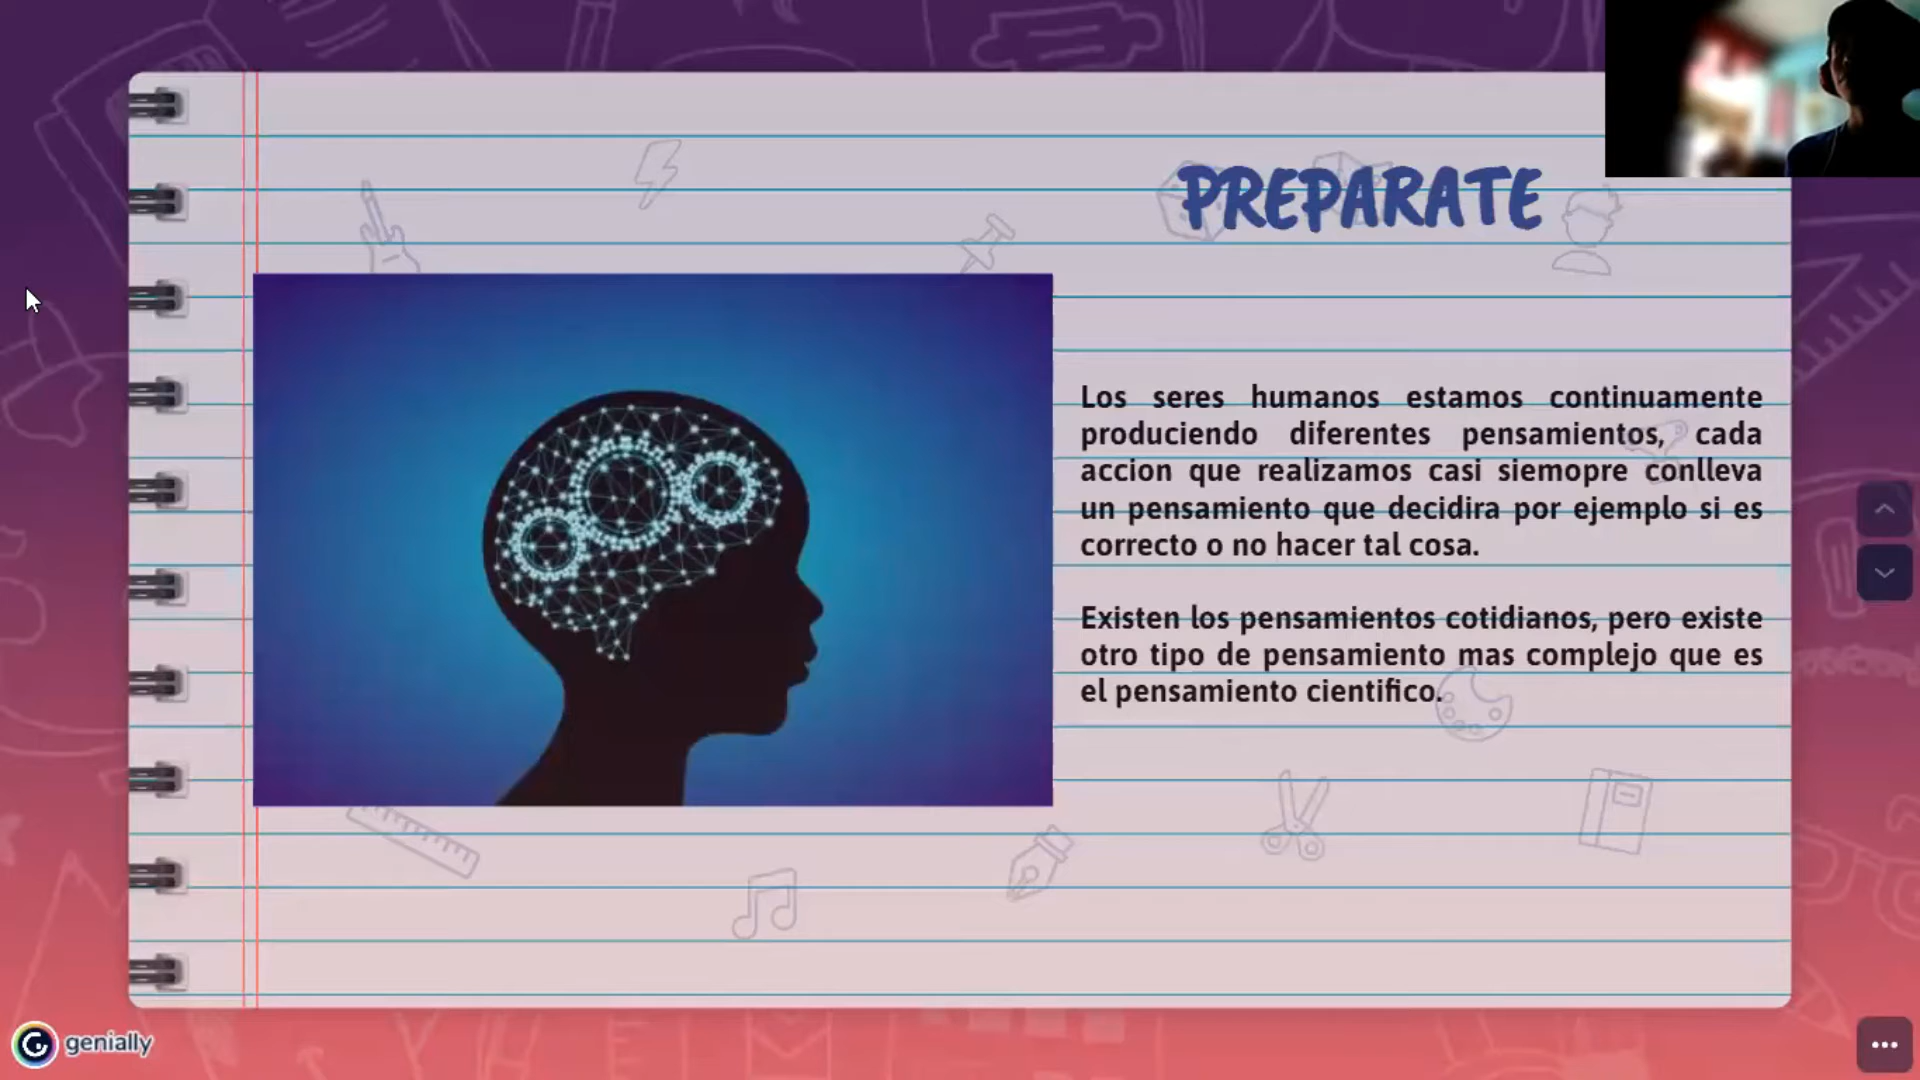 PREPARATE
Los seres humanos estamos continuamente
produciendo diferentes pensamientos, cada
accion que realizamos casi siemopre conlleva
un pensamiento que decidira por ejemplo si es
correcto o no hacer tal cosa.
Existen los pensamientos cotidianos, pero existe
otro tipo de pensamiento mas complejo que es
el pensamiento cientifico.
genially